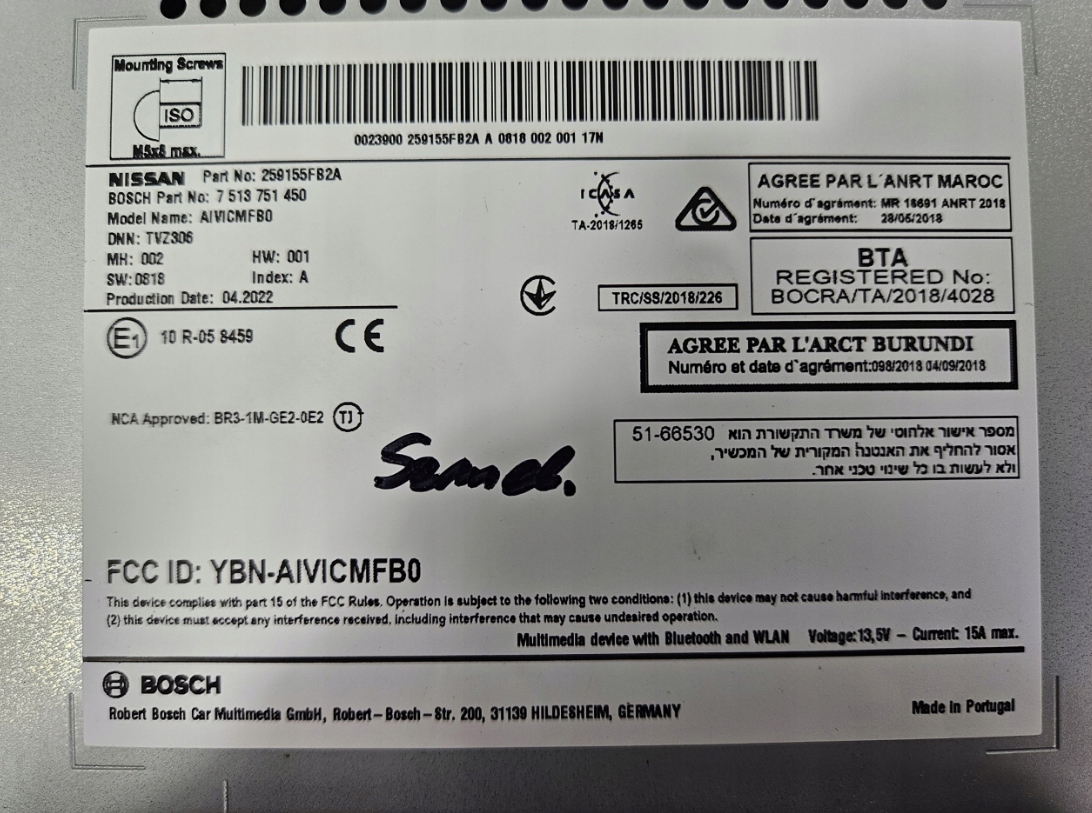 Mounting Screws
ISO
M5x8 max.
0023900 259155FB2A A 0818 002 001 17N
NISSAN Part No: 259155FB2A
BOSCH Part No: 7 513 751 450
Model Name: AIVICMFB0
DNN: TVZ306
MH: 002 HW: 001
SW:0818 Index: A
Production Date: 04.2022
ICASA
TA-2018/1265
AGREE PAR L´ANRT MAROC
Numéro d´agrément: MR 16691 ANRT 2018
Date d´agrément: 28/05/2018
BTA
REGISTERED No:
BOCRA/TA/2018/4028
TRC/SS/2018/226
E1 10 R-05 8459
CE
AGREE PAR L'ARCT BURUNDI
Numéro et date d`agrément:098/2018 04/09/2018
NCA Approved: BR3-1M-GE2-0E2 TJ
מספר אישור אלחוטי של משרד התקשורת הוא 51-66530
אסור להחליף את האנטנה המקורית של המכשיר,
ולא לעשות בו כל שינוי טכני אחר.
FCC ID: YBN-AIVICMFB0
This device complies with part 15 of the FCC Rules. Operation is subject to the following two conditions: (1) this device may not cause harmful interference, and
(2) this device must accept any interference received, including interference that may cause undesired operation.
Multimedia device with Bluetooth and WLAN Voltage:13,5V – Current: 15A max.
BOSCH
Robert Bosch Car Multimedia GmbH, Robert–Bosch–Str. 200, 31139 HILDESHEIM, GERMANY
Made in Portugal